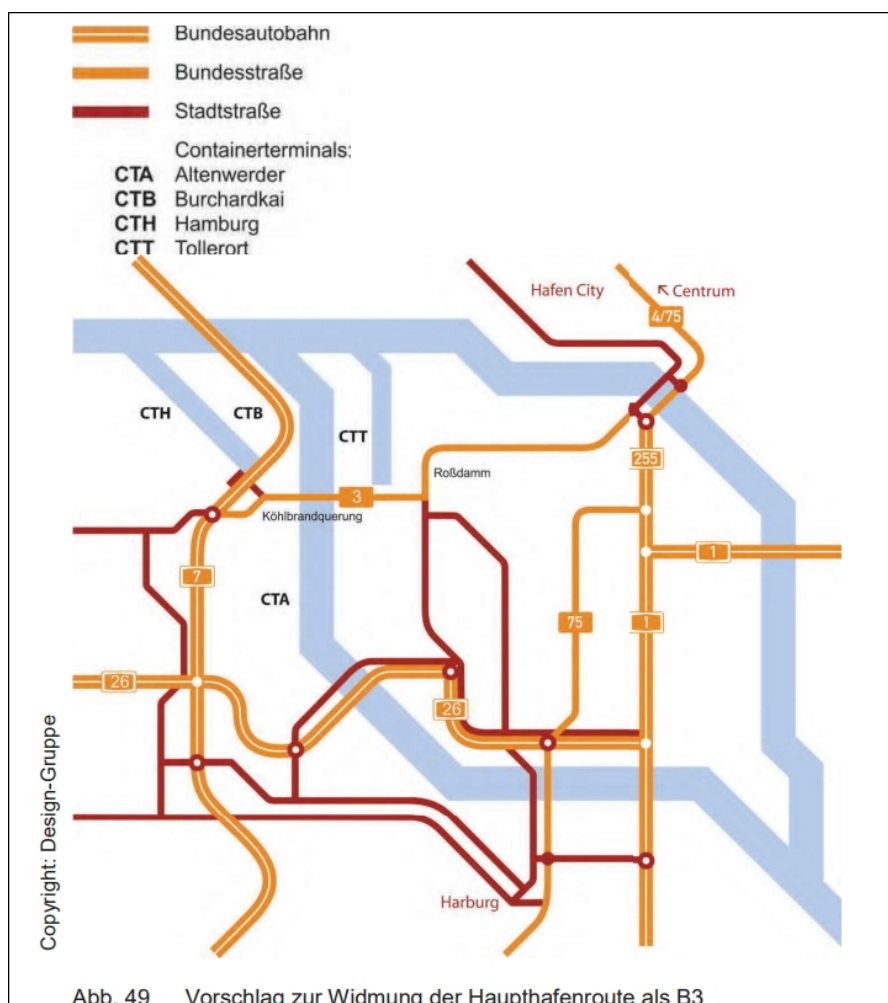 Bundesautobahn
Bundesstraße
Stadtstraße
Containerterminals:
CTA Altenwerder
CTB Burchardkai
CTH Hamburg
CTT Tollerort
Hafen City
Centrum
4/75
CTH
CTB
CTT
255
Roßdamm
3
Köhlbrandquerung
1
7
CTA
75
1
26
26
Harburg
Copyright: Design-Gruppe
Abb. 49 Vorschlag zur Widmung der Haupthafenroute als B3